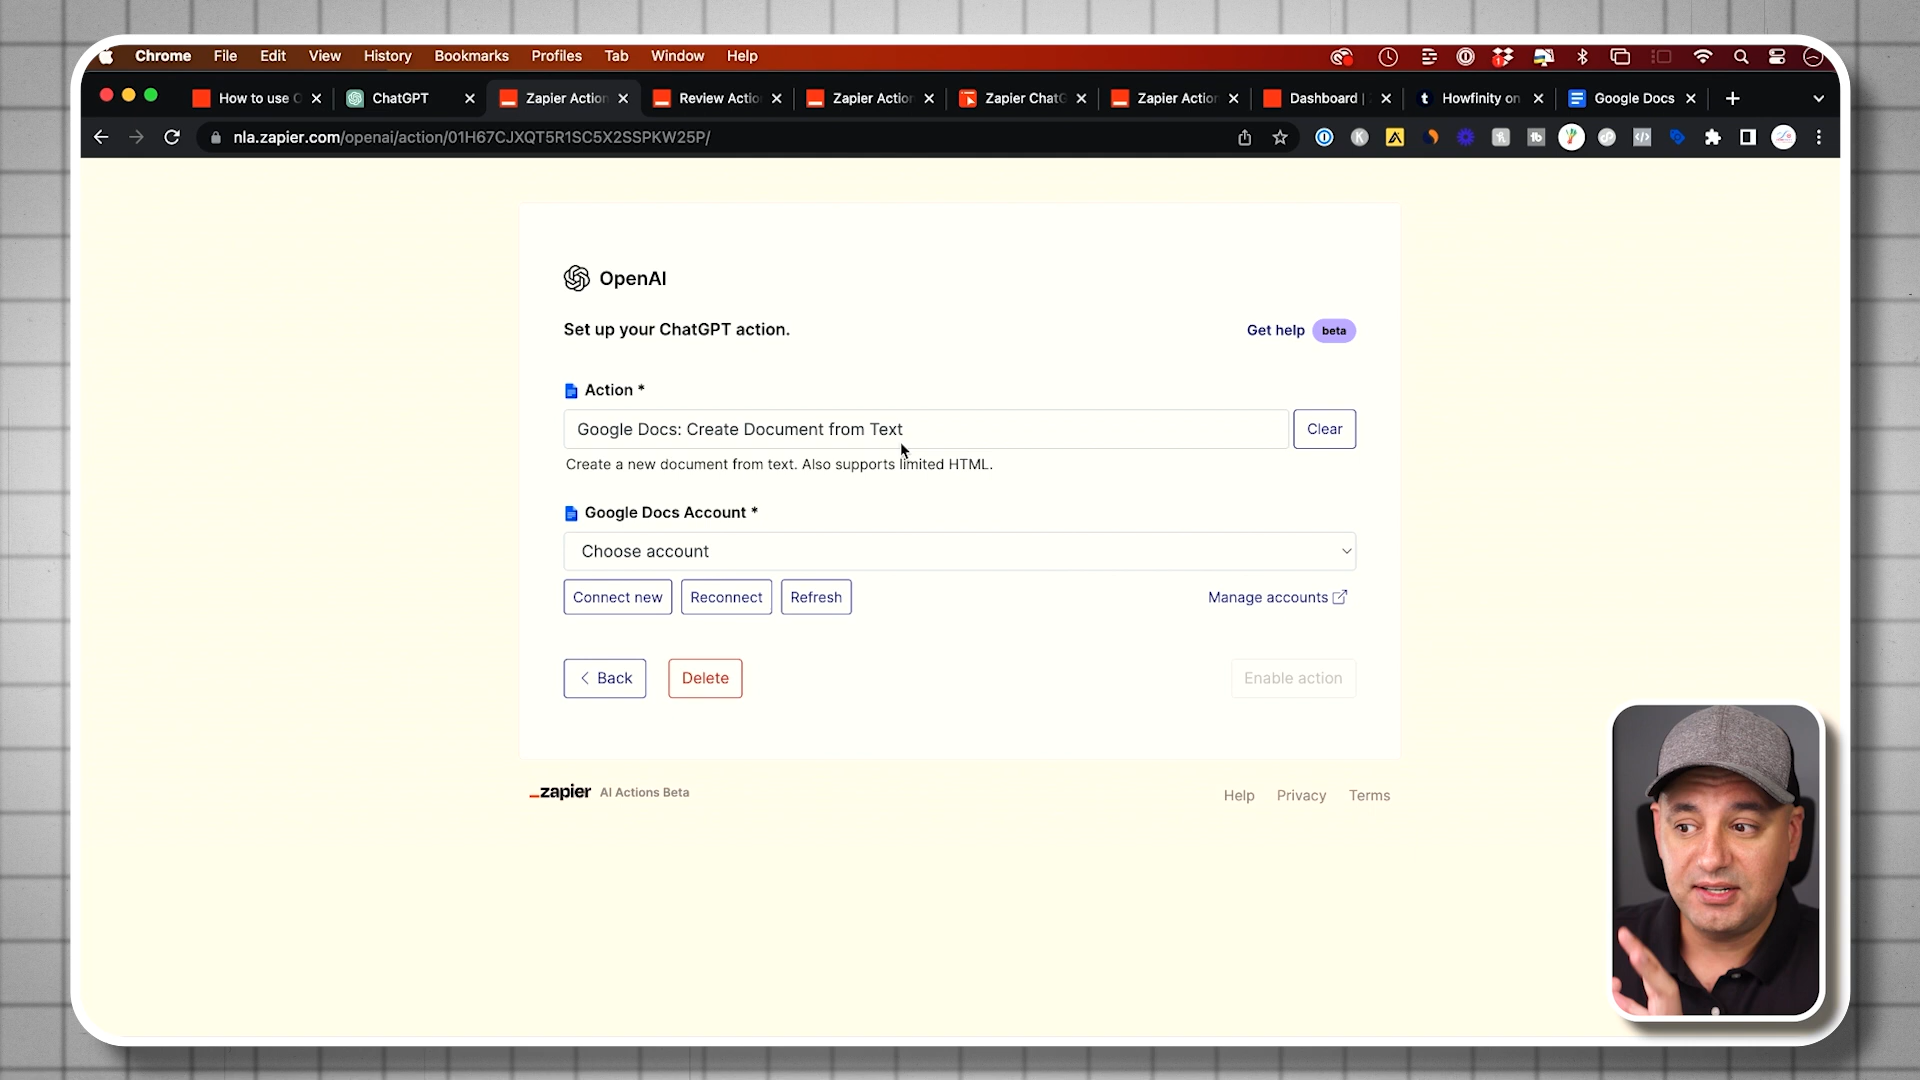 Chrome File Edit View History Bookmarks Profiles Tab Window Help
How to use ChatGPT Zapier Action Review Actio Zapier Action Zapier ChatG Zapier Action Dashboard | Howfinity on Google Docs
nla.zapier.com/openai/action/01H67CJXQT5R1SC5X2SSPKW25P/
OpenAI
Set up your ChatGPT action.
Get help beta
Action *
Google Docs: Create Document from Text
Clear
Create a new document from text. Also supports limited HTML.
Google Docs Account *
Choose account
Connect new Reconnect Refresh Manage accounts
Back Delete Enable action
zapier AI Actions Beta
Help Privacy Terms